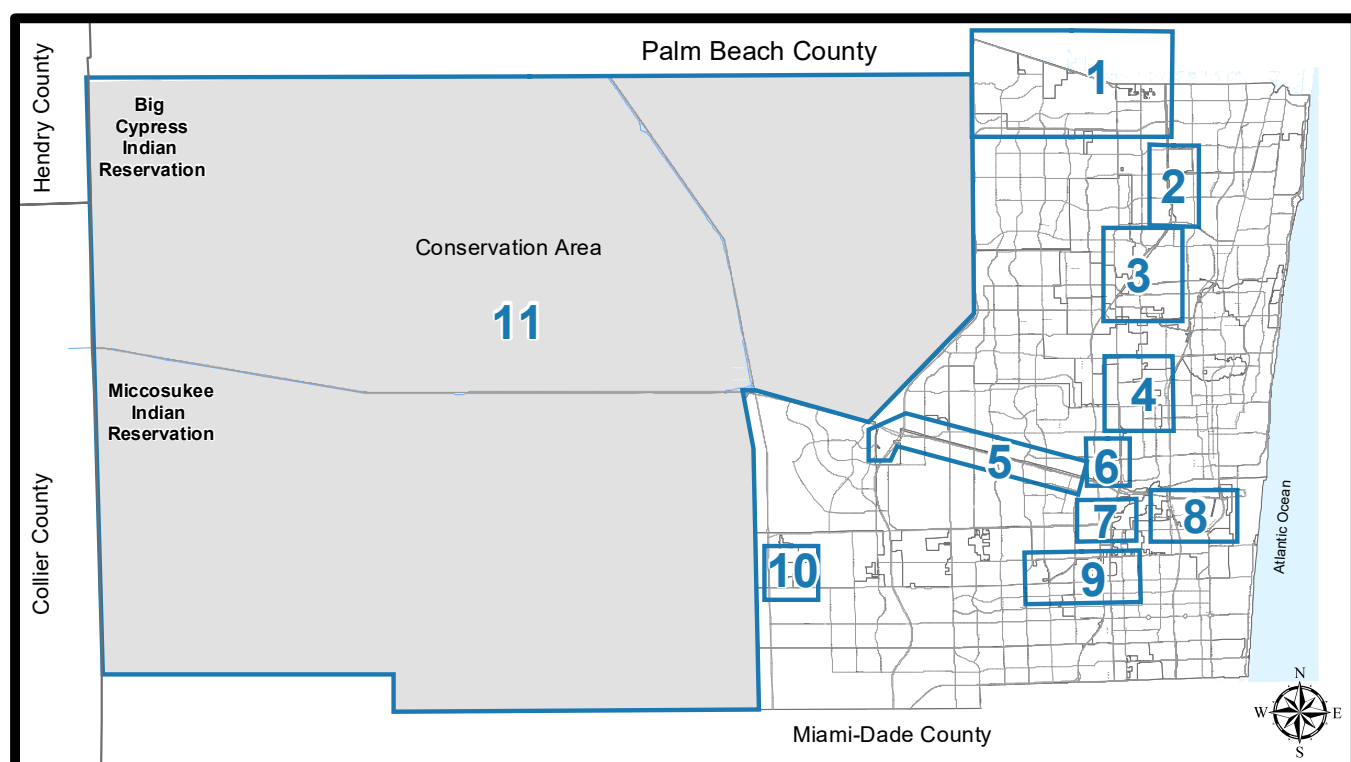 Palm Beach County
Hendry County
Big
Cypress
Indian
Reservation
1
2
Conservation Area
3
11
Miccosukee
Indian
Reservation
4
5
6
7
8
Atlantic Ocean
Collier County
10
9
N
W
E
S
Miami-Dade County